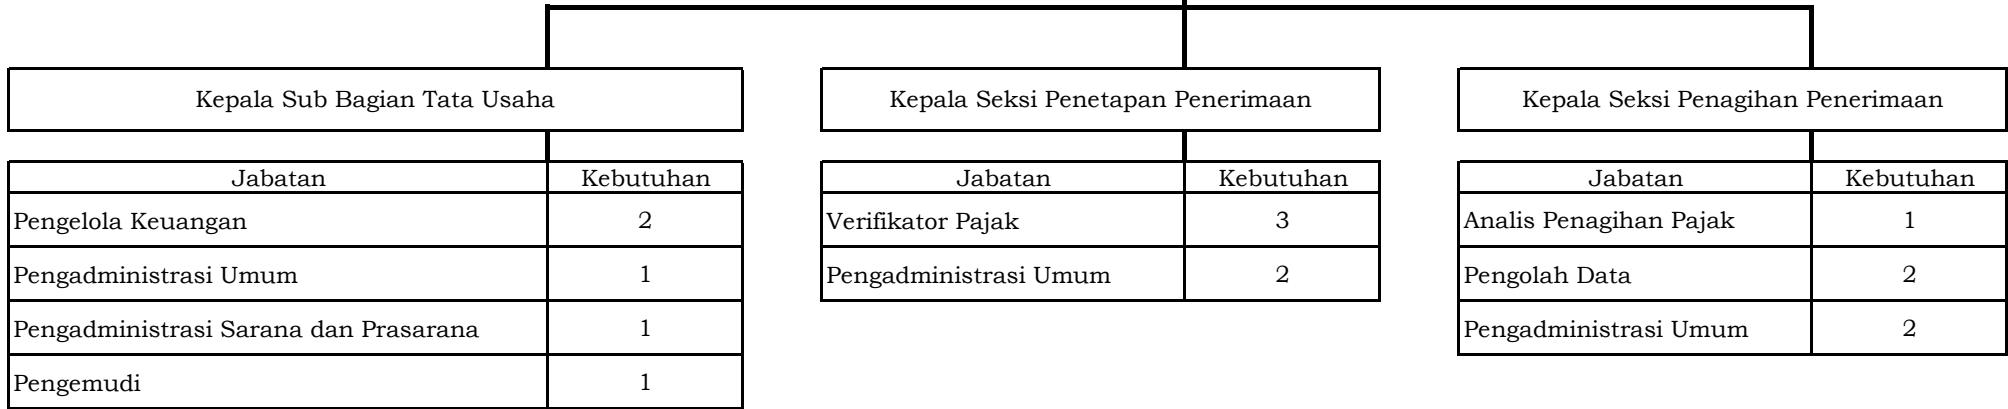 Kepala Sub Bagian Tata Usaha
Jabatan Kebutuhan
Pengelola Keuangan 2
Pengadministrasi Umum 1
Pengadministrasi Sarana dan Prasarana 1
Pengemudi 1
Kepala Seksi Penetapan Penerimaan
Jabatan Kebutuhan
Verifikator Pajak 3
Pengadministrasi Umum 2
Kepala Seksi Penagihan Penerimaan
Jabatan Kebutuhan
Analis Penagihan Pajak 1
Pengolah Data 2
Pengadministrasi Umum 2